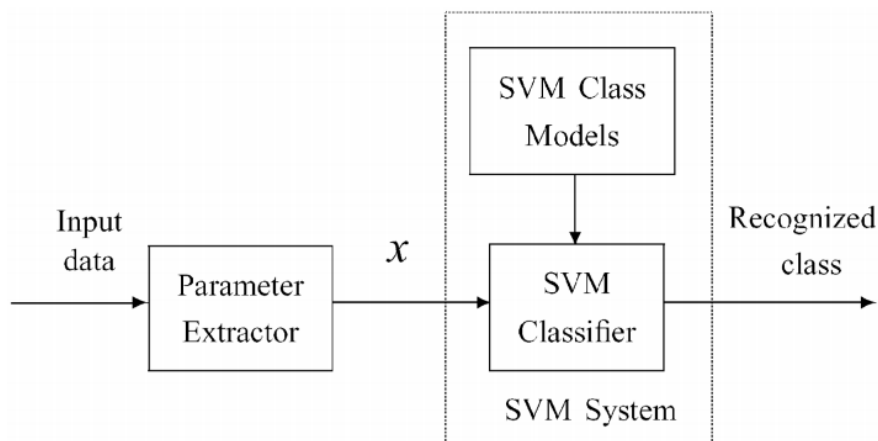 SVM Class
Models
Input
data
Parameter
Extractor
x
SVM
Classifier
Recognized
class
SVM System